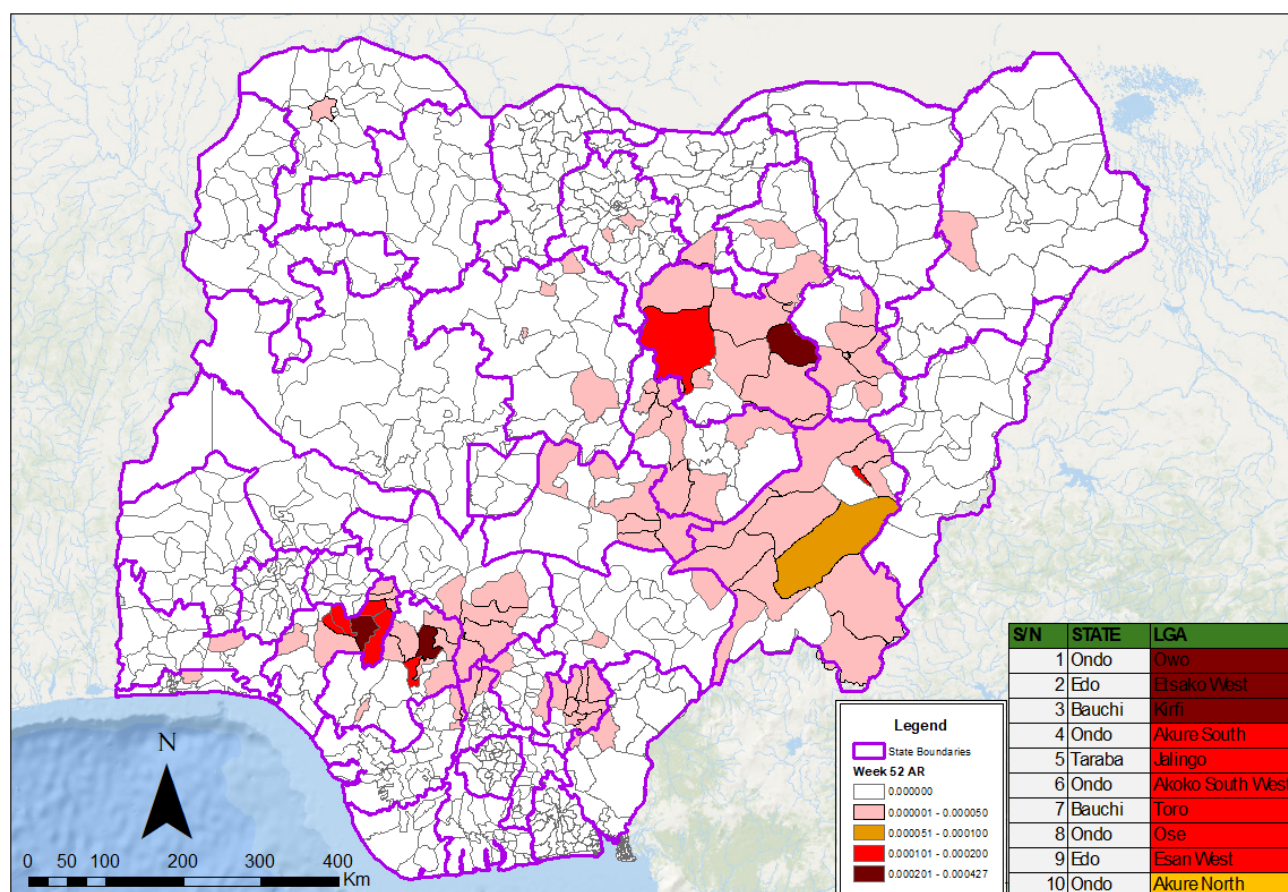 N
0 50 100 200 300 400
Km
Legend
State Boundaries
Week 52 AR
0.000000
0.000001 - 0.000050
0.000051 - 0.000100
0.000101 - 0.000200
0.000201 - 0.000427
S/N STATE LGA
1 Ondo Owo
2 Edo Etsako West
3 Bauchi Kirfi
4 Ondo Akure South
5 Taraba Jalingo
6 Ondo Akoko South West
7 Bauchi Toro
8 Ondo Ose
9 Edo Esan West
10 Ondo Akure North